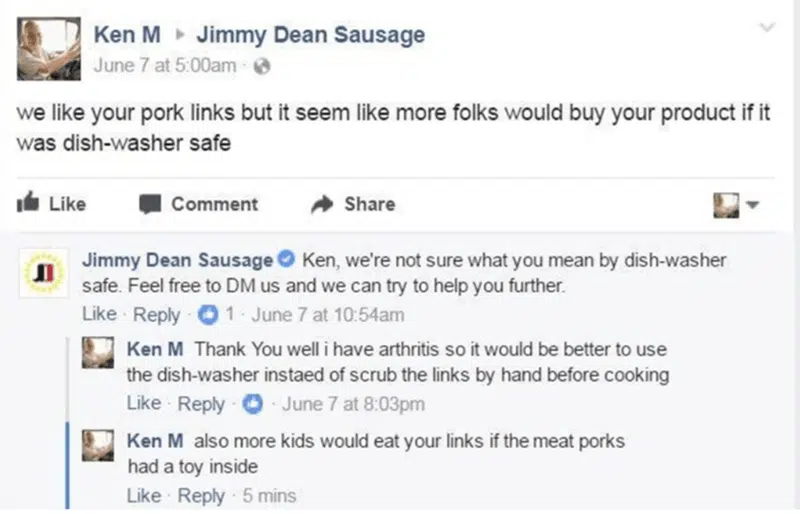 Ken M ▸ Jimmy Dean Sausage
June 7 at 5:00am ·
we like your pork links but it seem like more folks would buy your product if it
was dish-washer safe
Like Comment Share
Jimmy Dean Sausage Ken, we're not sure what you mean by dish-washer
safe. Feel free to DM us and we can try to help you further.
Like · Reply · 1 · June 7 at 10:54am
Ken M Thank You well i have arthritis so it would be better to use
the dish-washer instaed of scrub the links by hand before cooking
Like · Reply · June 7 at 8:03pm
Ken M also more kids would eat your links if the meat porks
had a toy inside
Like · Reply · 5 mins